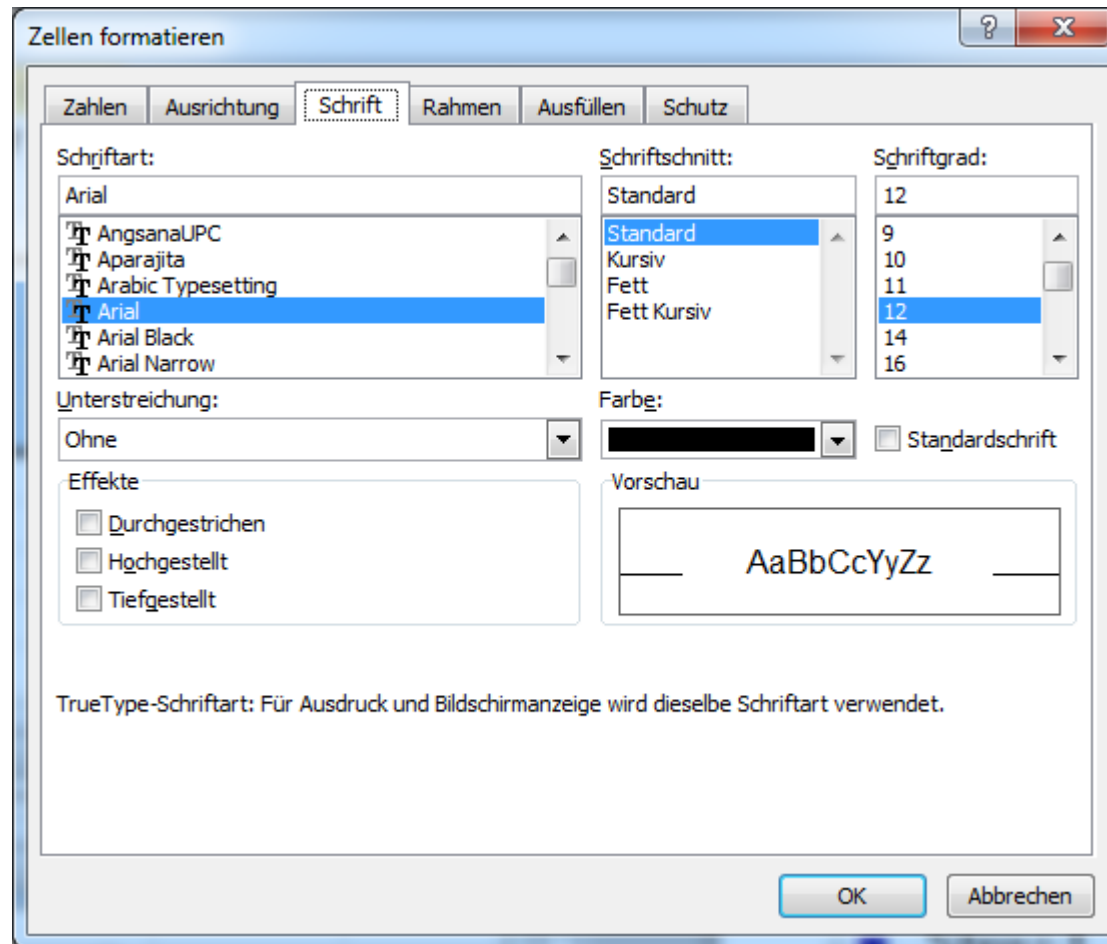 Zellen formatieren
Zahlen Ausrichtung Schrift Rahmen Ausfüllen Schutz
Schriftart: Schriftschnitt: Schriftgrad:
Arial Standard 12
AngsanaUPC Standard 9
Aparajita Kursiv 10
Arabic Typesetting Fett 11
Arial Fett Kursiv 12
Arial Black 14
Arial Narrow 16
Unterstreichung: Farbe:
Ohne Standardschrift
Effekte Vorschau
Durchgestrichen
Hochgestellt AaBbCcYyZz
Tiefgestellt
TrueType-Schriftart: Für Ausdruck und Bildschirmanzeige wird dieselbe Schriftart verwendet.
OK Abbrechen